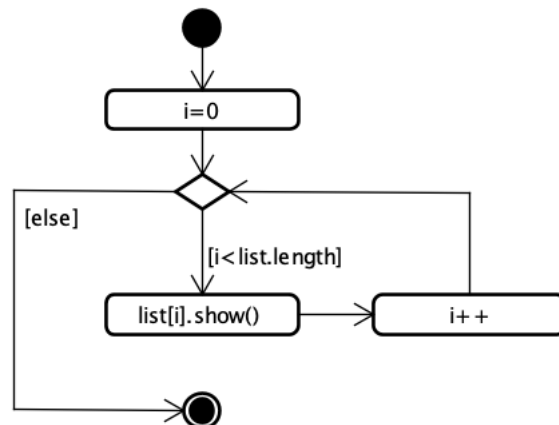 i=0
[else]
[i<list.length]
list[i].show()
i++